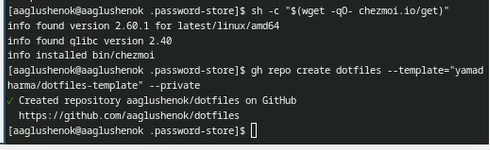 [aaglushenok@aaglushenok .password-store]$ sh -c "$(wget -qO- chezmoi.io/get)"
info found version 2.60.1 for latest/linux/amd64
info found glibc version 2.40
info installed bin/chezmoi
[aaglushenok@aaglushenok .password-store]$ gh repo create dotfiles --template="yamad
harma/dotfiles-template" --private
✓ Created repository aaglushenok/dotfiles on GitHub
https://github.com/aaglushenok/dotfiles
[aaglushenok@aaglushenok .password-store]$